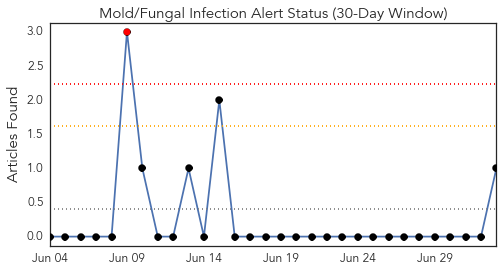 Mold/Fungal Infection Alert Status (30-Day Window)
Articles Found
3.0
2.5
2.0
1.5
1.0
0.5
0.0
Jun 04 Jun 09 Jun 14 Jun 19 Jun 24 Jun 29